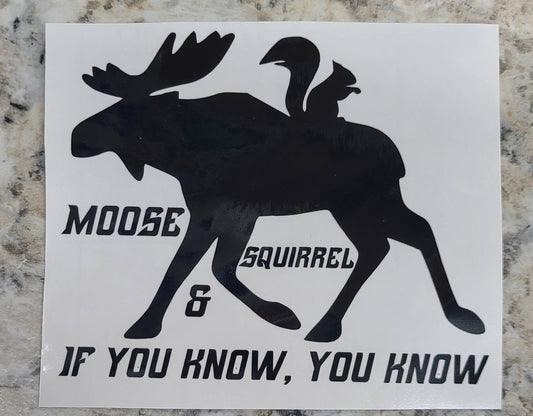 MOOSE
SQUIRREL
&
IF YOU KNOW, YOU KNOW